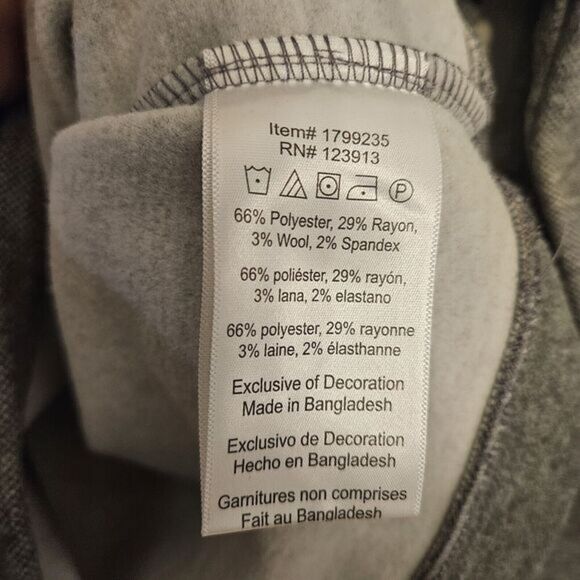 Item# 1799235
RN# 123913
P
66% Polyester, 29% Rayon,
3% Wool, 2% Spandex
66% poliéster, 29% rayón,
3% lana, 2% elastano
66% polyester, 29% rayonne
3% laine, 2% élasthanne
Exclusive of Decoration
Made in Bangladesh
Exclusivo de Decoration
Hecho en Bangladesh
Garnitures non comprises
Fait au Bangladesh